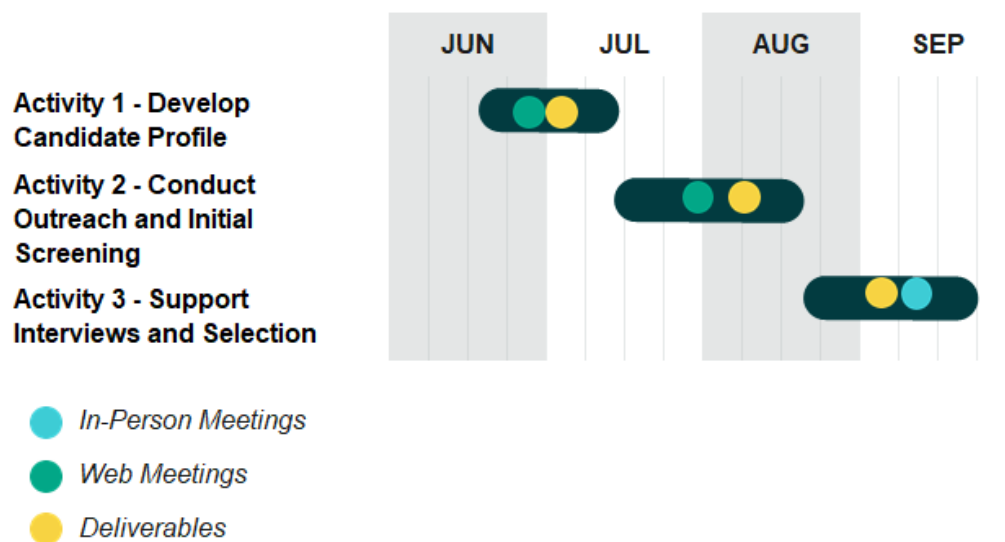 JUN JUL AUG SEP
Activity 1 - Develop
Candidate Profile
Activity 2 - Conduct
Outreach and Initial
Screening
Activity 3 - Support
Interviews and Selection
In-Person Meetings
Web Meetings
Deliverables